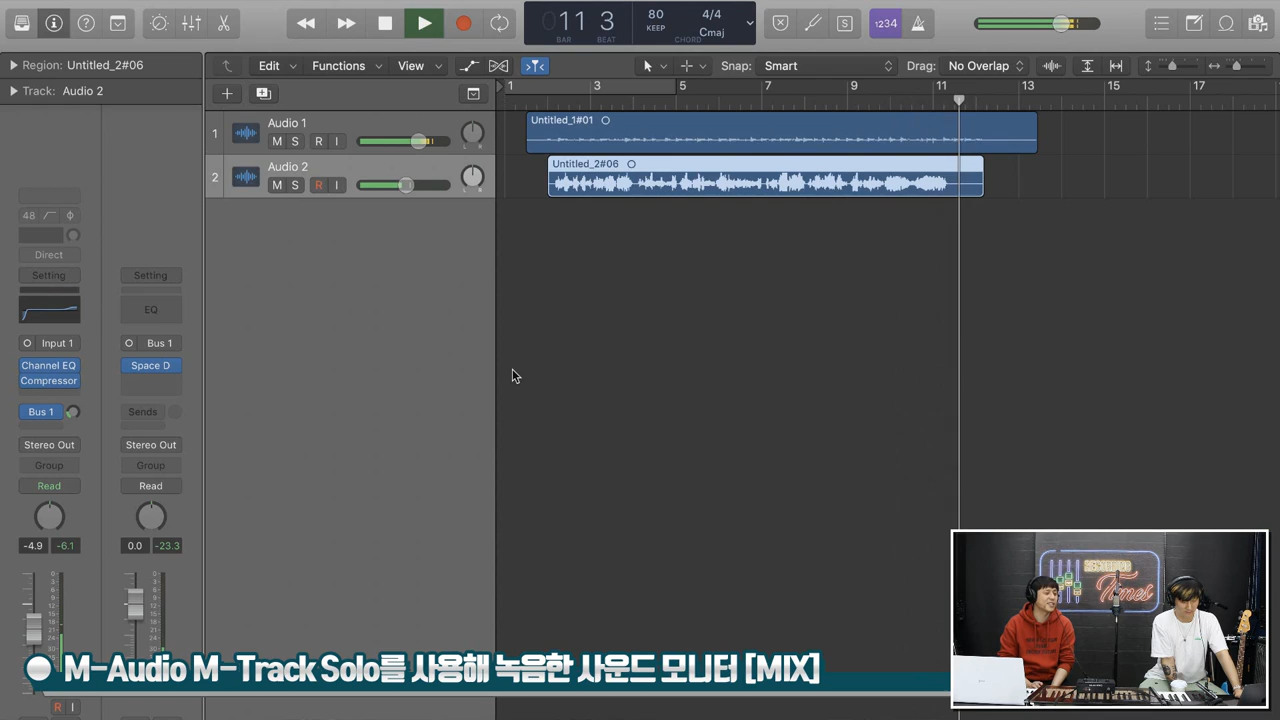 11 3
BAR BEAT
80
KEEP
4/4
Cmaj
CHORD
S
1234
Region: Untitled_2#06
Edit
Functions
View
Snap: Smart
Drag: No Overlap
Track: Audio 2
1 3 5 7 9 11 13 15 17
1
Audio 1
M S R I
L R
Untitled_1#01
2
Audio 2
M S R I
L R
Untitled_2#06
48
Direct
Setting
Setting
EQ
Input 1
Bus 1
Channel EQ
Space D
Compressor
Bus 1
Sends
Stereo Out
Stereo Out
Group
Group
Read
Read
-4.9 -6.1
0.0 -23.3
RECORDING
Times
M-Audio M-Track Solo를 사용해 녹음한 사운드 모니터 [MIX]
R I